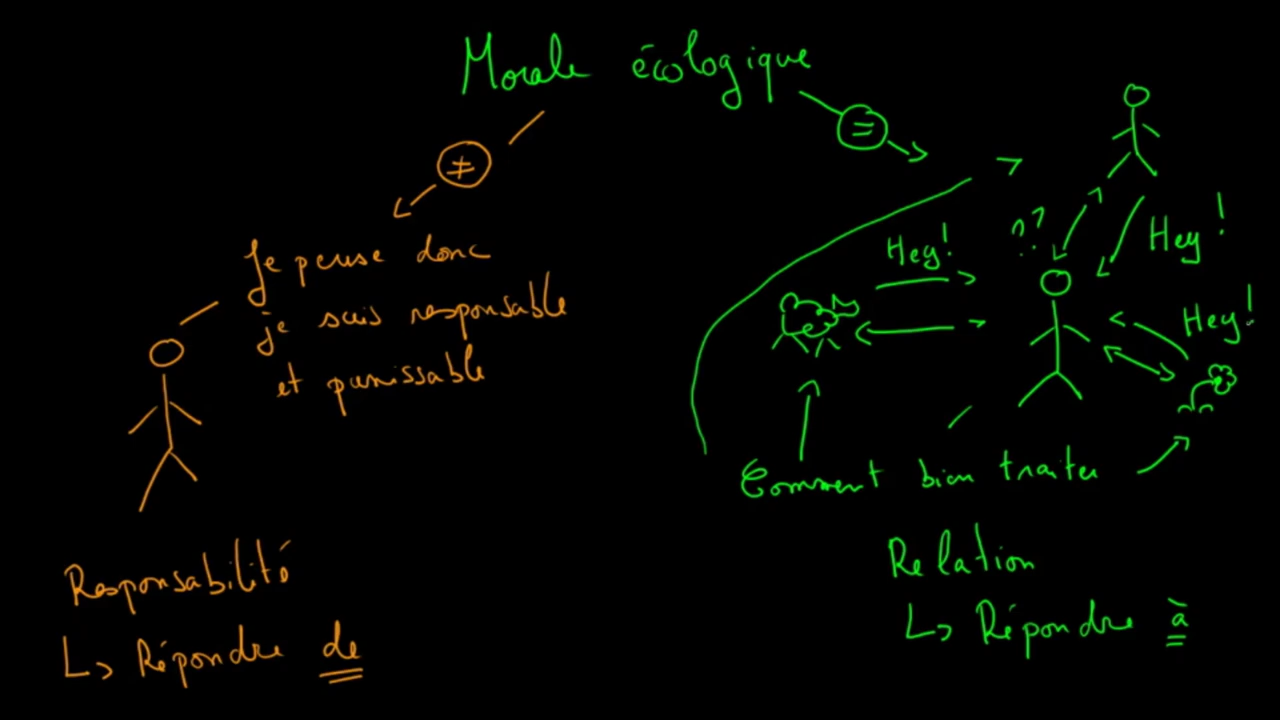 Morale écologique
≠
=
Je pense donc
je suis responsable
et punissable
Hey!
??
Hey!
Hey!
Comment bien traiter
Responsabilité
↳ Répondre de
Relation
↳ Répondre à